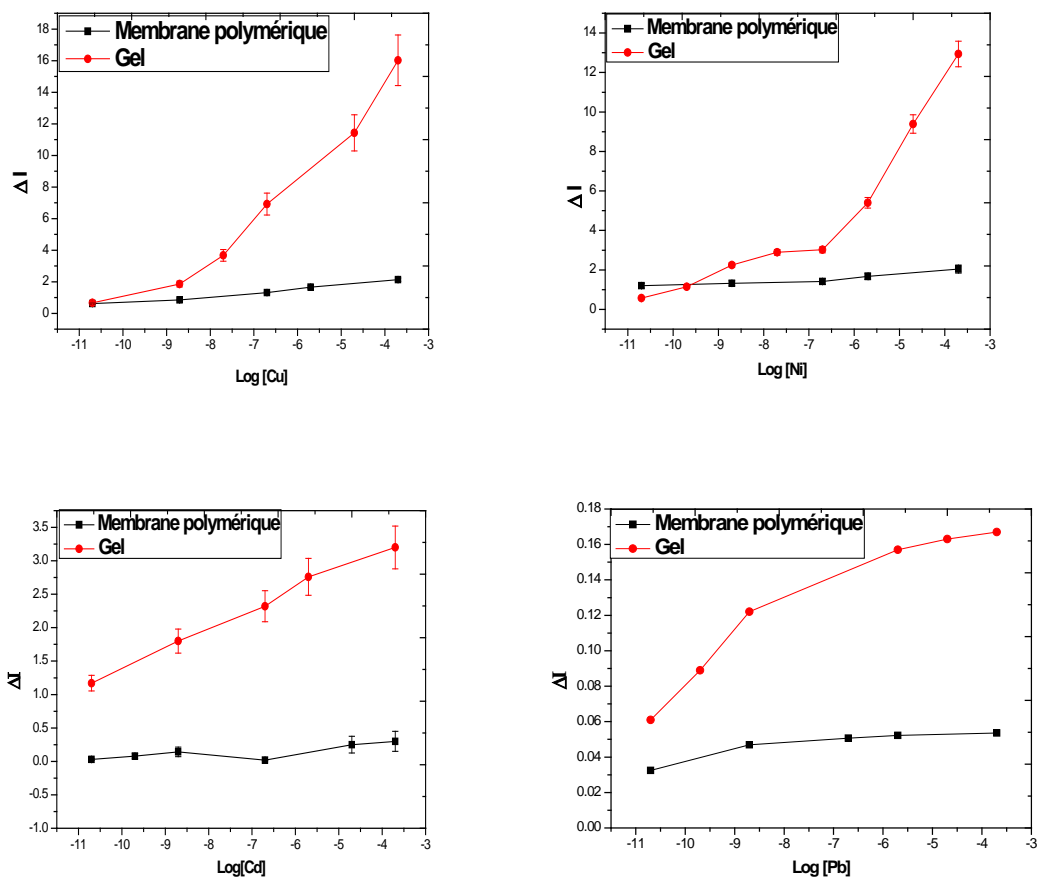 Membrane polymérique
Gel
18
16
14
12
10
8
6
4
2
0
Δ I
-11 -10 -9 -8 -7 -6 -5 -4 -3
Log [Cu]
Membrane polymérique
Gel
14
12
10
8
6
4
2
0
Δ I
-11 -10 -9 -8 -7 -6 -5 -4 -3
Log [Ni]
Membrane polymérique
Gel
3.5
3.0
2.5
2.0
1.5
1.0
0.5
0.0
-0.5
-1.0
ΔI
-11 -10 -9 -8 -7 -6 -5 -4 -3
Log[Cd]
Membrane polymérique
Gel
0.18
0.16
0.14
0.12
0.10
0.08
0.06
0.04
0.02
0.00
ΔI
-11 -10 -9 -8 -7 -6 -5 -4 -3
Log [Pb]